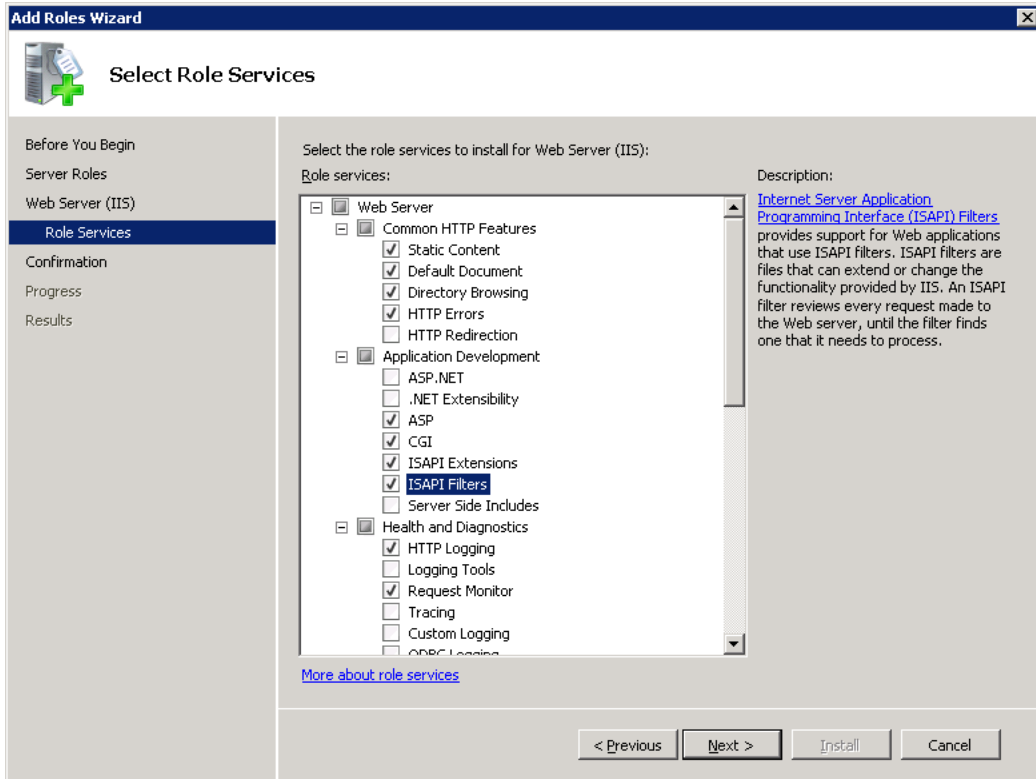 Add Roles Wizard
Select Role Services
Before You Begin
Server Roles
Web Server (IIS)
Role Services
Confirmation
Progress
Results
Select the role services to install for Web Server (IIS):
Role services:
Web Server
Common HTTP Features
Static Content
Default Document
Directory Browsing
HTTP Errors
HTTP Redirection
Application Development
ASP.NET
.NET Extensibility
ASP
CGI
ISAPI Extensions
ISAPI Filters
Server Side Includes
Health and Diagnostics
HTTP Logging
Logging Tools
Request Monitor
Tracing
Custom Logging
ODBC Logging
More about role services
Description:
Internet Server Application
Programming Interface (ISAPI) Filters
provides support for Web applications
that use ISAPI filters. ISAPI filters are
files that can extend or change the
functionality provided by IIS. An ISAPI
filter reviews every request made to
the Web server, until the filter finds
one that it needs to process.
< Previous
Next >
Install
Cancel